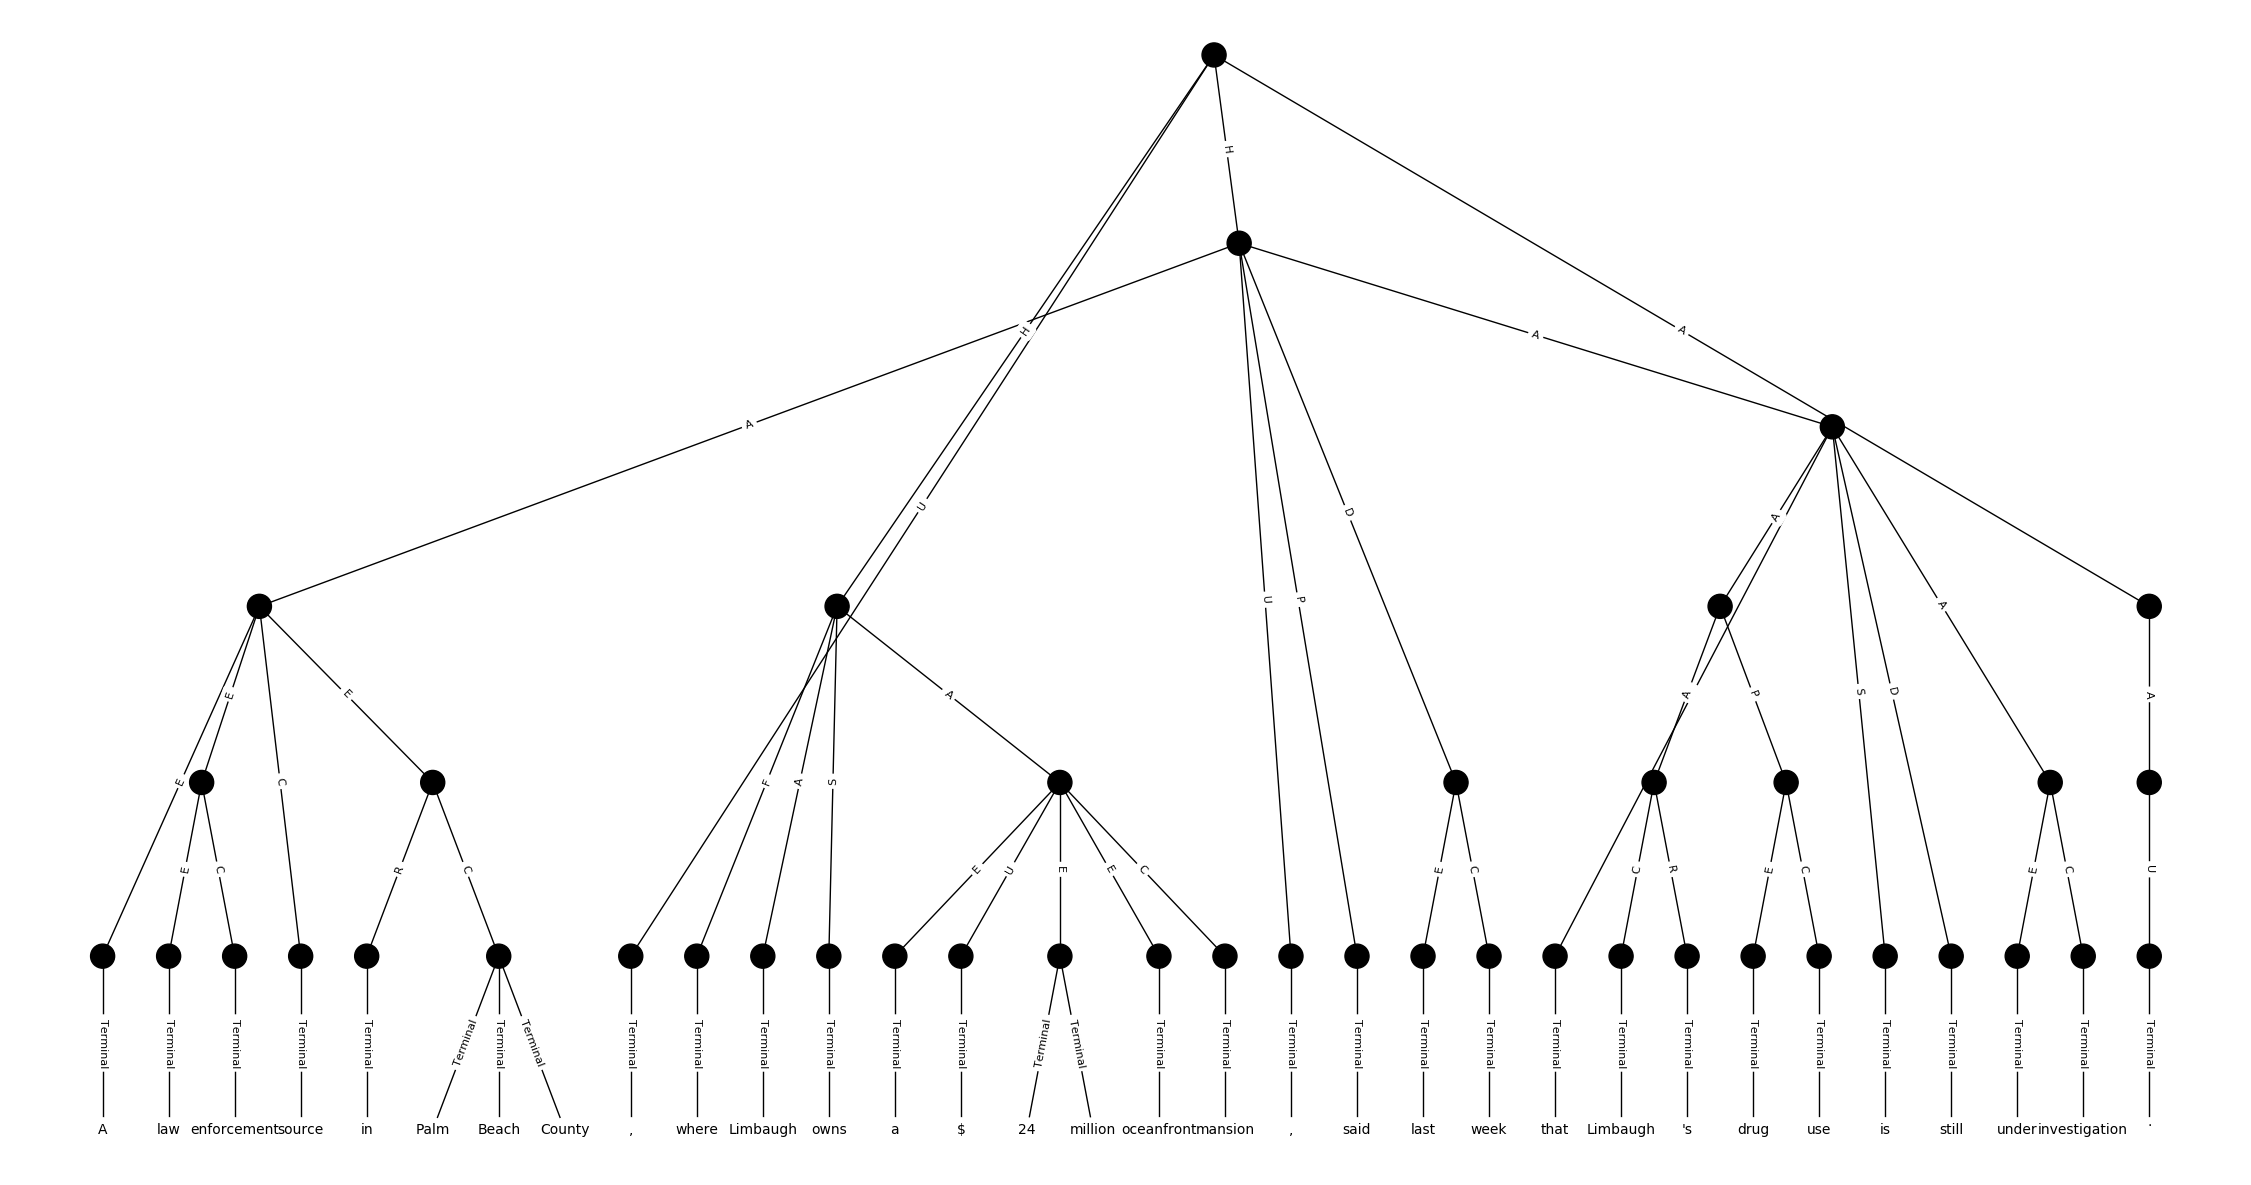 H
H A A
A A
U D
A
E E E U P
A P S D A A
E C F A S
E C R C E U E E C E C C R E C E C U
Terminal Terminal Terminal Terminal Terminal Terminal Terminal Terminal Terminal Terminal Terminal Terminal Terminal Terminal Terminal Terminal Terminal Terminal Terminal Terminal Terminal Terminal Terminal Terminal Terminal Terminal Terminal Terminal Terminal Terminal Terminal Terminal
A law enforcement source in Palm Beach County , where Limbaugh owns a $ 24 million oceanfront mansion , said last week that Limbaugh 's drug use is still under investigation .